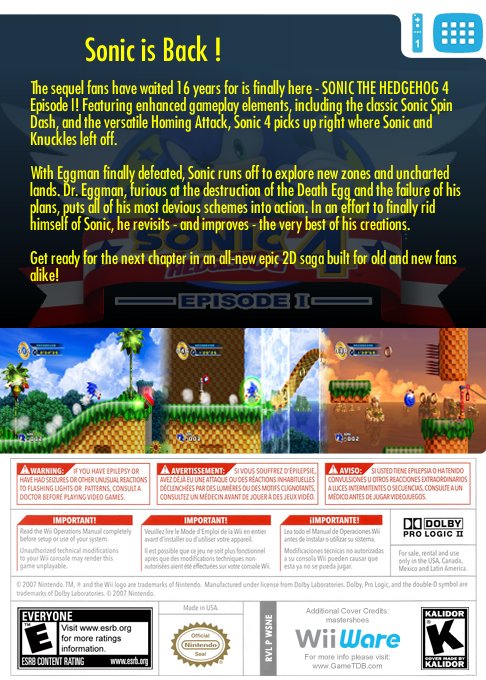 1
Sonic is Back !
The sequel fans have waited 16 years for is finally here - SONIC THE HEDGEHOG 4
Episode I! Featuring enhanced gameplay elements, including the classic Sonic Spin
Dash, and the versatile Homing Attack, Sonic 4 picks up right where Sonic and
Knuckles left off.
With Eggman finally defeated, Sonic runs off to explore new zones and uncharted
lands. Dr. Eggman, furious at the destruction of the Death Egg and the failure of his
plans, puts all of his most devious schemes into action. In an effort to finally rid
himself of Sonic, he revisits - and improves - the very best of his creations.
Get ready for the next chapter in an all-new epic 2D saga built for old and new fans
alike!
SONIC 4
THE HEDGEHOG
EPISODE I
WARNING: IF YOU HAVE EPILEPSY OR
HAVE HAD SEIZURES OR OTHER UNUSUAL REACTIONS
TO FLASHING LIGHTS OR PATTERNS, CONSULT A
DOCTOR BEFORE PLAYING VIDEO GAMES.
AVERTISSEMENT: SI VOUS SOUFFREZ D'ÉPILEPSIE,
AVEZ DÉJÀ EU UNE ATTAQUE OU DES RÉACTIONS INHABITUELLES
DÉCLENCHÉES PAR DES LUMIÈRES OU DES MOTIFS CLIGNOTANTS,
CONSULTEZ UN MÉDECIN AVANT DE JOUER À DES JEUX VIDÉO.
AVISO: SI USTED TIENE EPILEPSIA O HA TENIDO
CONVULSIONES U OTROS REACCIONES EXTRAORDINARIOS
A LUCES INTERMITENTES O SECUENCIAS, CONSULTE A UN
MÉDICO ANTES DE JUGAR VIDEOJUEGOS.
IMPORTANT!
Read the Wii Operations Manual completely
before setup or use of your system.
Unauthorized technical modifications
to your Wii console may render this
game unplayable.
IMPORTANT!
Veuillez lire le Mode d'Emploi de la Wii en entier
avant d'installer ou d'utiliser votre appareil.
Il est possible que ce jeu ne soit plus fonctionnel
après que des modifications techniques non-
autorisées aient été effectuées sur votre console Wii.
¡IMPORTANTE!
Lea todo el Manual de Operaciones Wii
antes de instalar o utilizar su sistema.
Modificaciones técnicas no autorizadas
a su consola Wii pueden causar que
esta ya no se pueda jugar.
DOLBY
PRO LOGIC II
For sale, rental and use
only in the USA, Canada,
Mexico and Latin America.
© 2007 Nintendo. TM, ® and the Wii logo are trademarks of Nintendo. Manufactured under license from Dolby Laboratories. Dolby, Pro Logic, and the double-D symbol are
trademarks of Dolby Laboratories. © 2007 Nintendo.
EVERYONE
E
Visit www.esrb.org
for more ratings
information.
ESRB CONTENT RATING www.esrb.org
Made in USA
Official
Nintendo
Seal
RVL P WSNE
Additional Cover Credits:
mastershoes
WiiWare
For more info please visit:
www.GameTDB.com
KALIDOR
K
COVER MADE BY
KALIDOR